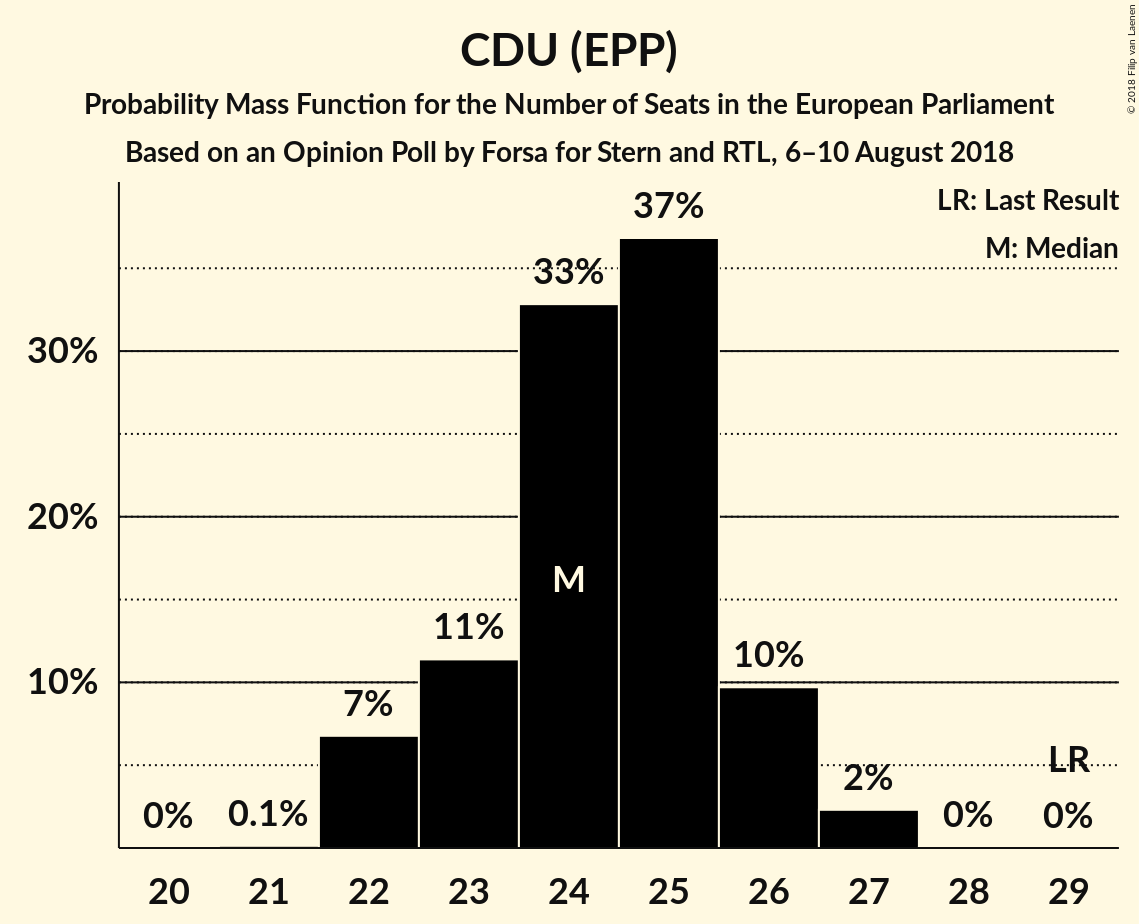 CDU (EPP)
Probability Mass Function for the Number of Seats in the European Parliament
Based on an Opinion Poll by Forsa for Stern and RTL, 6–10 August 2018
© 2018 Filip van Laenen
LR: Last Result
M: Median
37%
33%
30%
20%
M
11%
10%
10%
7%
LR
2%
0%
0.1%
0%
0%
20 21 22 23 24 25 26 27 28 29